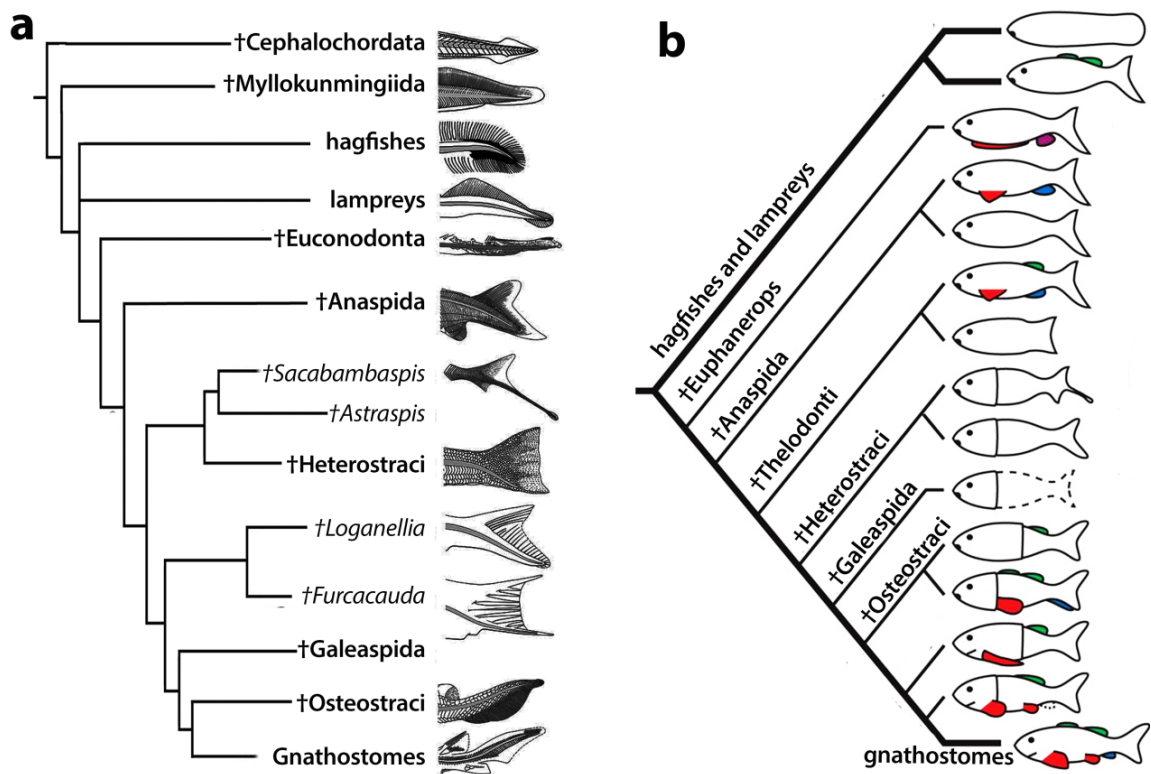 a
†Cephalochordata
†Myllokunmingiida
hagfishes
lampreys
†Euconodonta
†Anaspida
†Sacabambaspis
†Astraspis
†Heterostraci
†Loganellia
†Furcacauda
†Galeaspida
†Osteostraci
Gnathostomes
b
hagfishes and lampreys
†Euphanerops
†Anaspida
†Thelodonti
†Heterostraci
†Galeaspida
†Osteostraci
gnathostomes